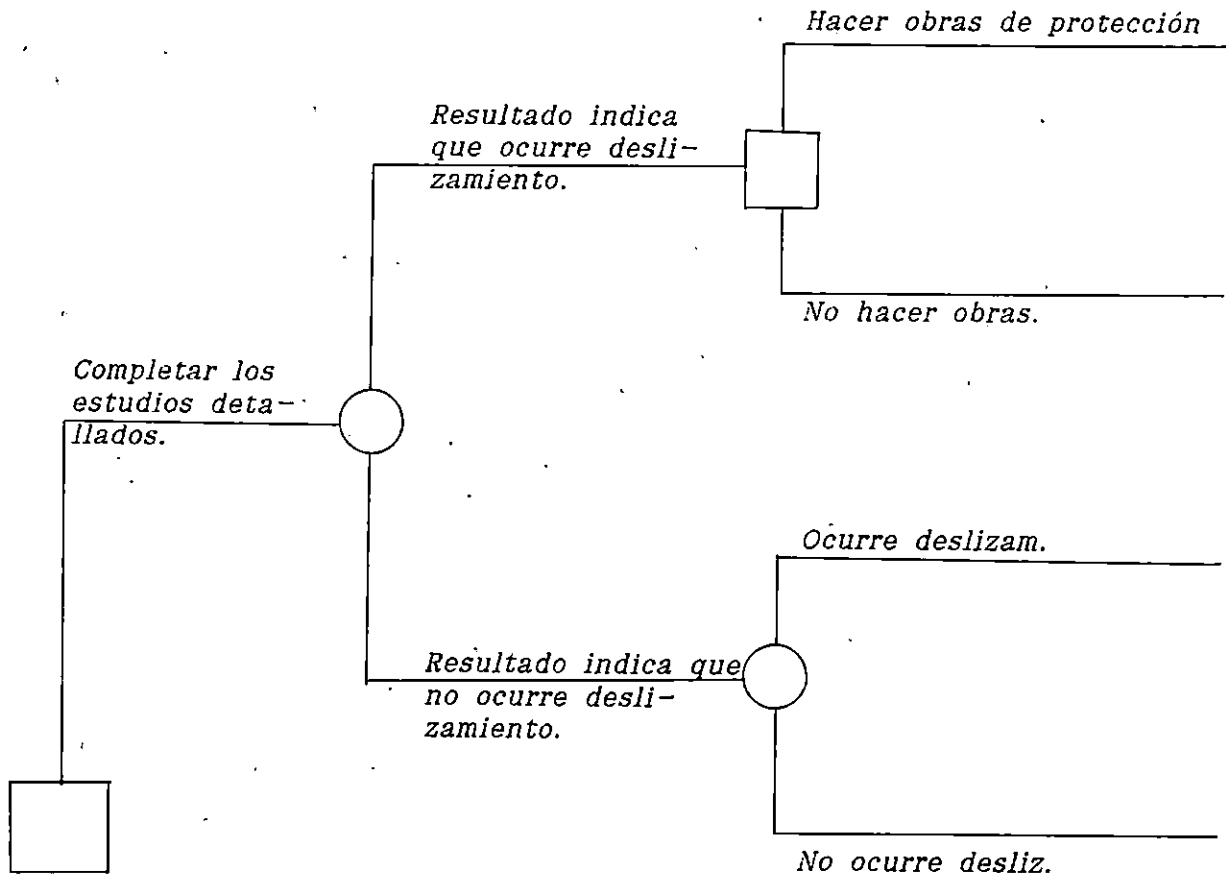 Hacer obras de protección
Resultado indica
que ocurre desli-
zamiento.
No hacer obras.
Completar los
estudios deta-
llados.
Ocurre deslizam.
Resultado indica que
no ocurre desli-
zamiento.
No ocurre desliz.